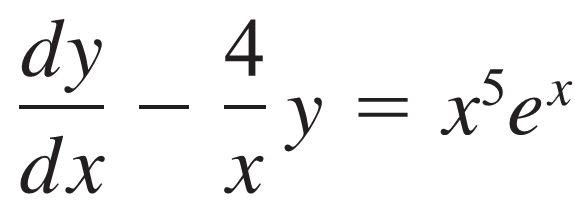 dy/dx − 4/x y = x⁵eˣ